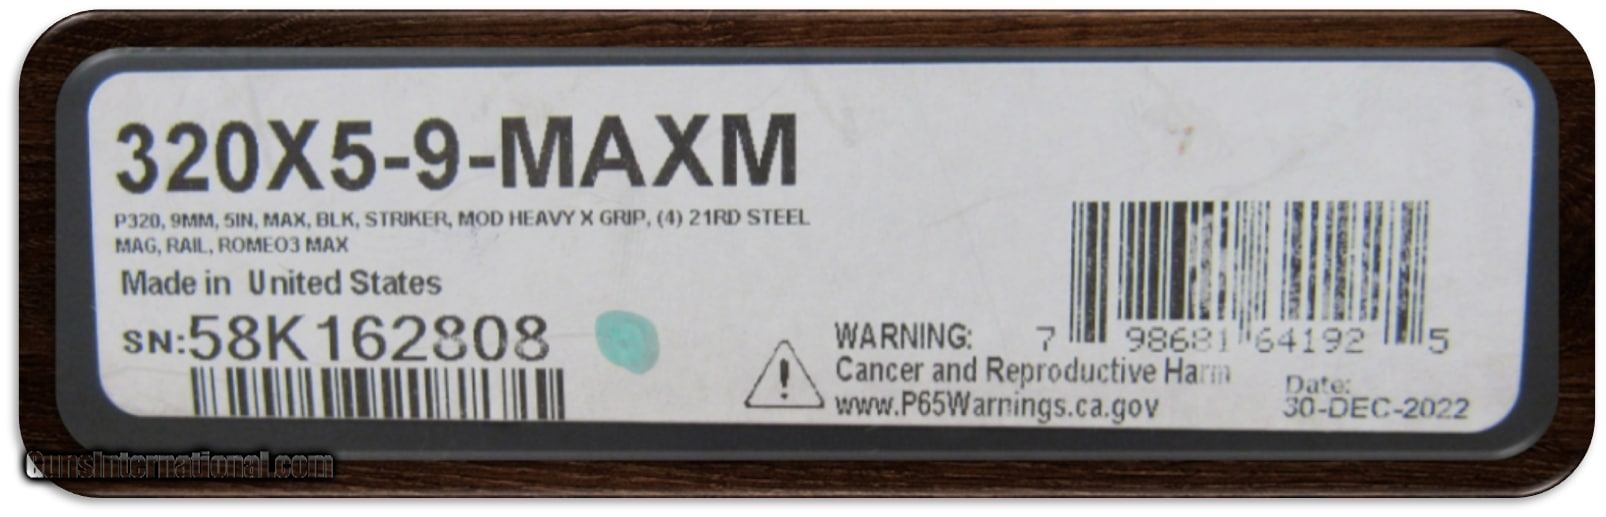 320X5-9-MAXM
P320, 9MM, 5IN, MAX, BLK, STRIKER, MOD HEAVY X GRIP, (4) 21RD STEEL
MAG, RAIL, ROMEO3 MAX
Made in United States
SN:58K162808
WARNING:
Cancer and Reproductive Harm
www.P65Warnings.ca.gov
7 98681 64192 5
Date:
30-DEC-2022
GunsInternational.com